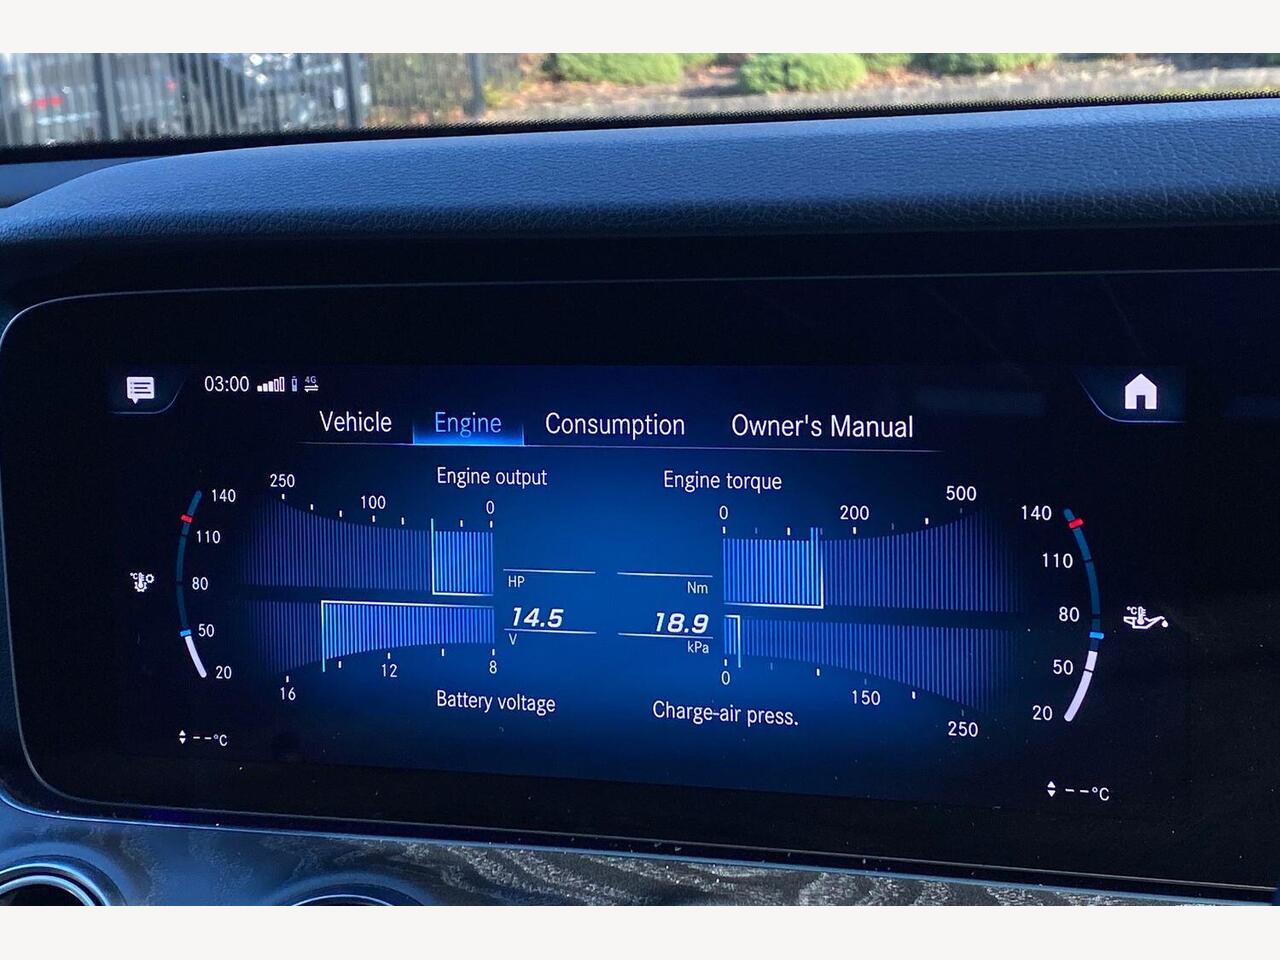 03:00 4G
Vehicle Engine Consumption Owner's Manual
Engine output Engine torque
250 100 0
0 200 500
140 110 80 50 20
140 110 80 50 20
°C
°C
HP
Nm
14.5
18.9
V
kPa
16 12 8
0 150 250
Battery voltage
Charge-air press.
--°C
--°C